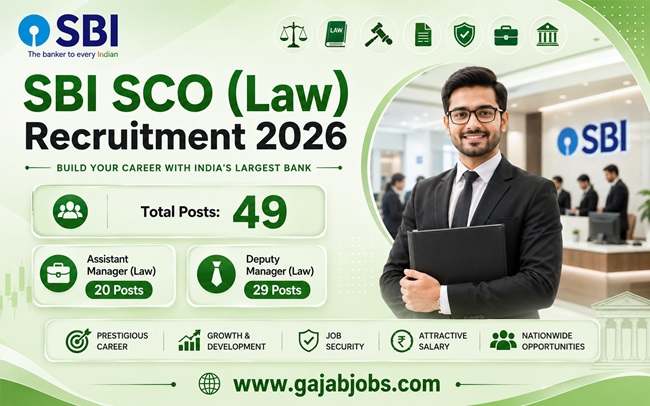 SBI
The banker to every Indian
LAW
SBI SCO (Law)
Recruitment 2026
BUILD YOUR CAREER WITH INDIA'S LARGEST BANK
Total Posts: 49
Assistant
Manager (Law)
20 Posts
Deputy
Manager (Law)
29 Posts
SBI
PRESTIGIOUS
CAREER
GROWTH &
DEVELOPMENT
JOB
SECURITY
₹
ATTRACTIVE
SALARY
NATIONWIDE
OPPORTUNITIES
www.gajabjobs.com